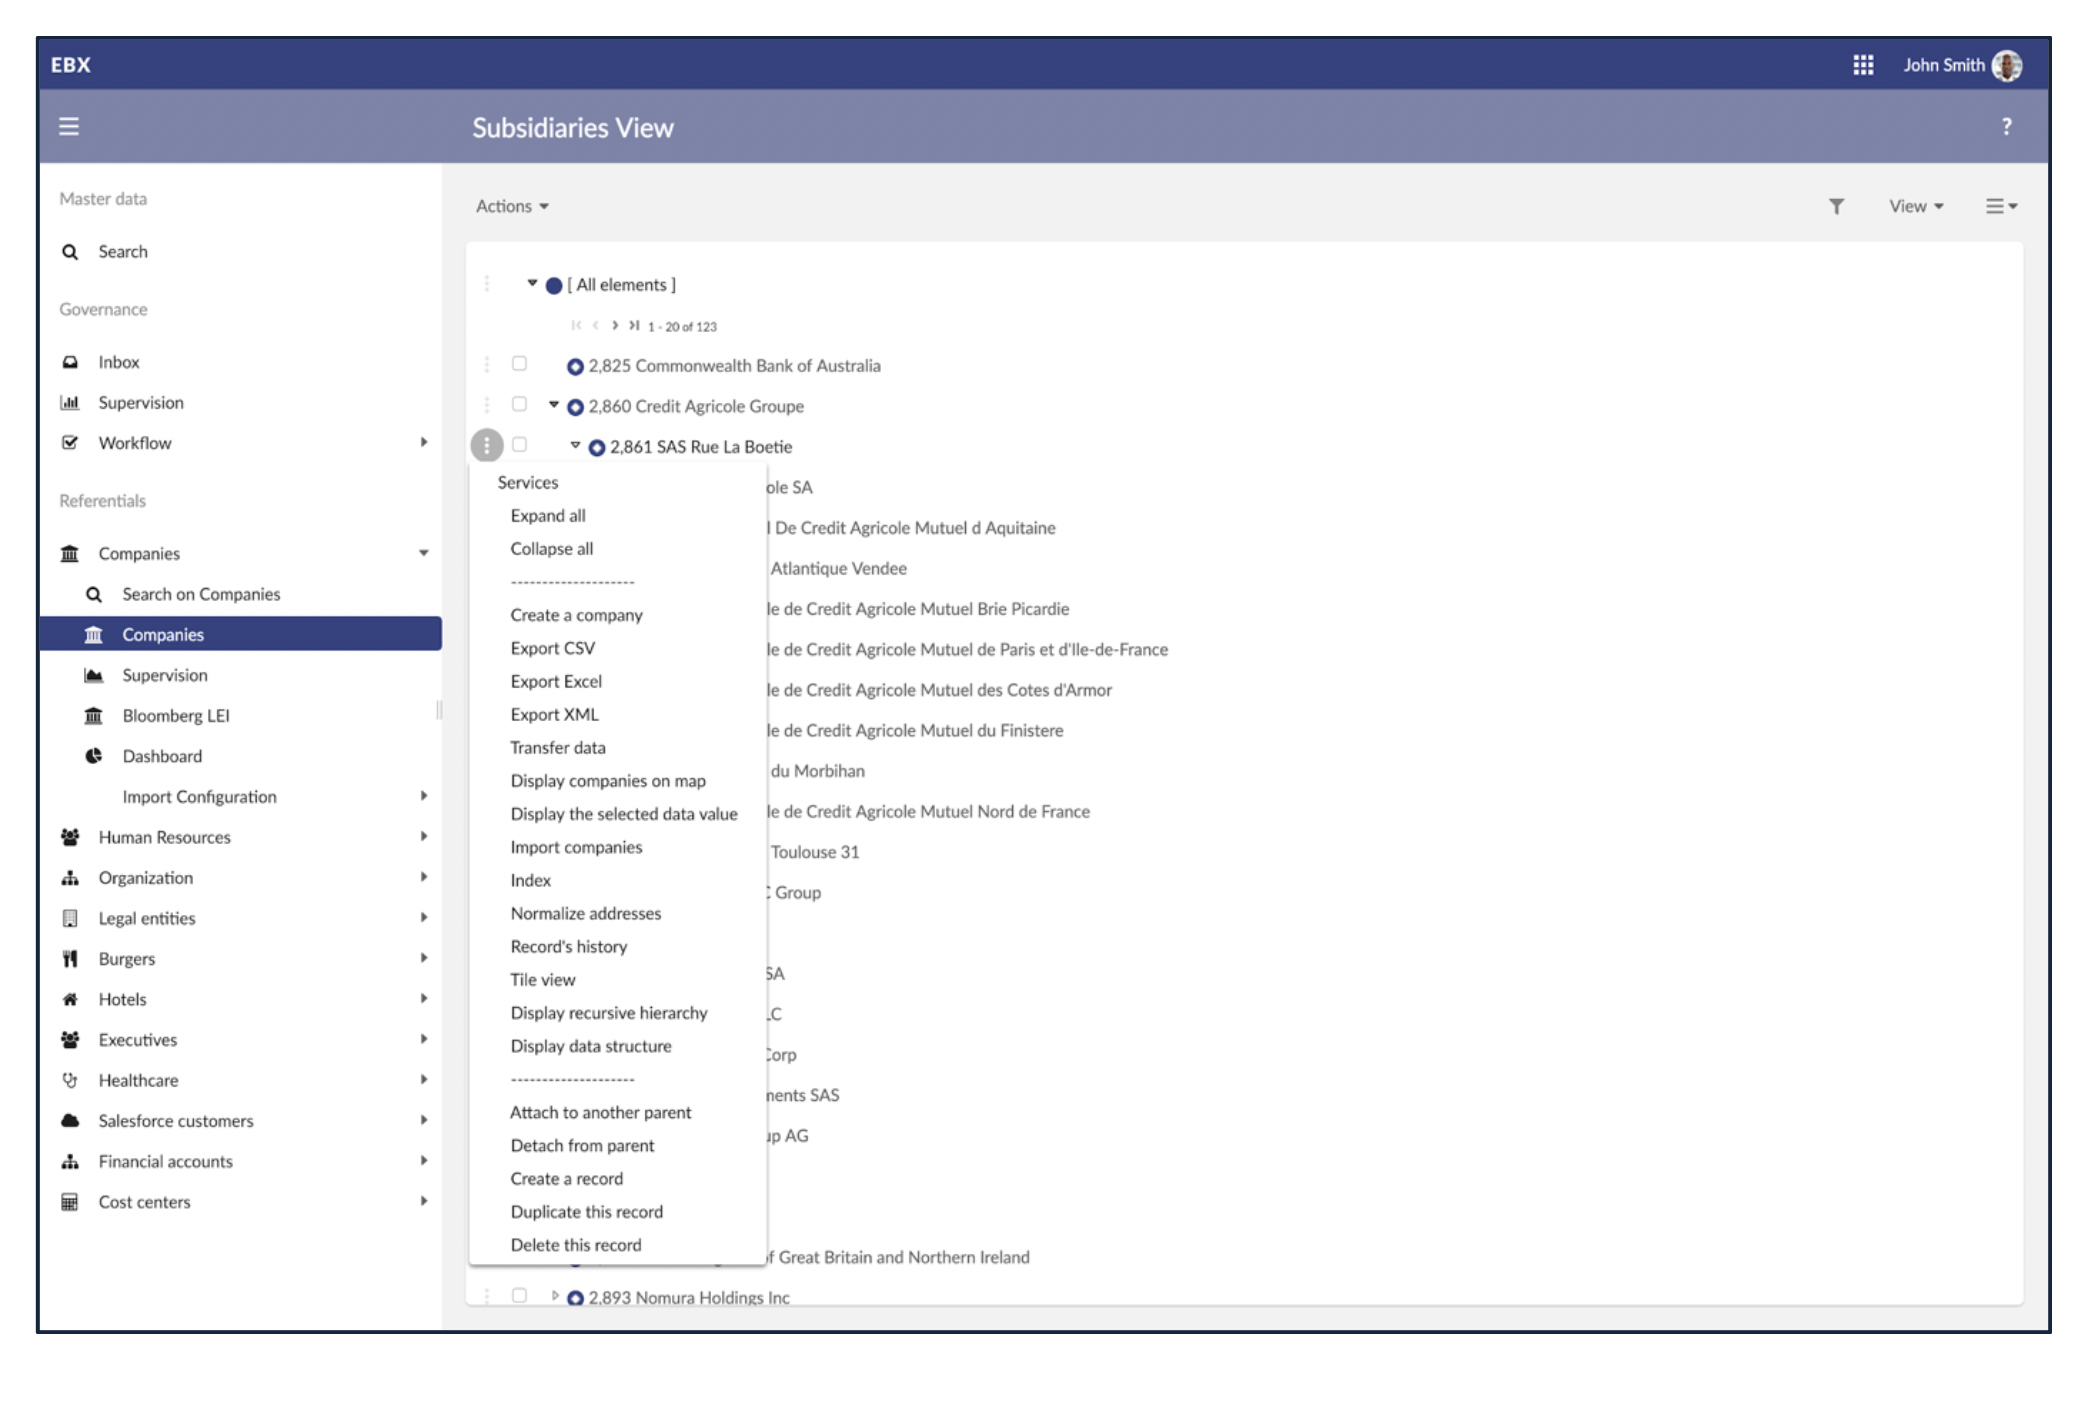 EBX
John Smith
Subsidiaries View
?
Master data
Search
Governance
Inbox
Supervision
Workflow
Referentials
Companies
Search on Companies
Companies
Supervision
Bloomberg LEI
Dashboard
Import Configuration
Human Resources
Organization
Legal entities
Burgers
Hotels
Executives
Healthcare
Salesforce customers
Financial accounts
Cost centers
Actions
View
[ All elements ]
1 - 20 of 123
2,825 Commonwealth Bank of Australia
2,860 Credit Agricole Groupe
2,861 SAS Rue La Boetie
Services
Expand all
Collapse all
--------------------
Create a company
Export CSV
Export Excel
Export XML
Transfer data
Display companies on map
Display the selected data value
Import companies
Index
Normalize addresses
Record's history
Tile view
Display recursive hierarchy
Display data structure
--------------------
Attach to another parent
Detach from parent
Create a record
Duplicate this record
Delete this record
SA
De Credit Agricole Mutuel d Aquitaine
Atlantique Vendee
de Credit Agricole Mutuel Brie Picardie
de Credit Agricole Mutuel de Paris et d'Ile-de-France
de Credit Agricole Mutuel des Cotes d'Armor
de Credit Agricole Mutuel du Finistere
du Morbihan
de Credit Agricole Mutuel Nord de France
Toulouse 31
Group
SA
Corp
SAS
AG
Great Britain and Northern Ireland
2,893 Nomura Holdings Inc